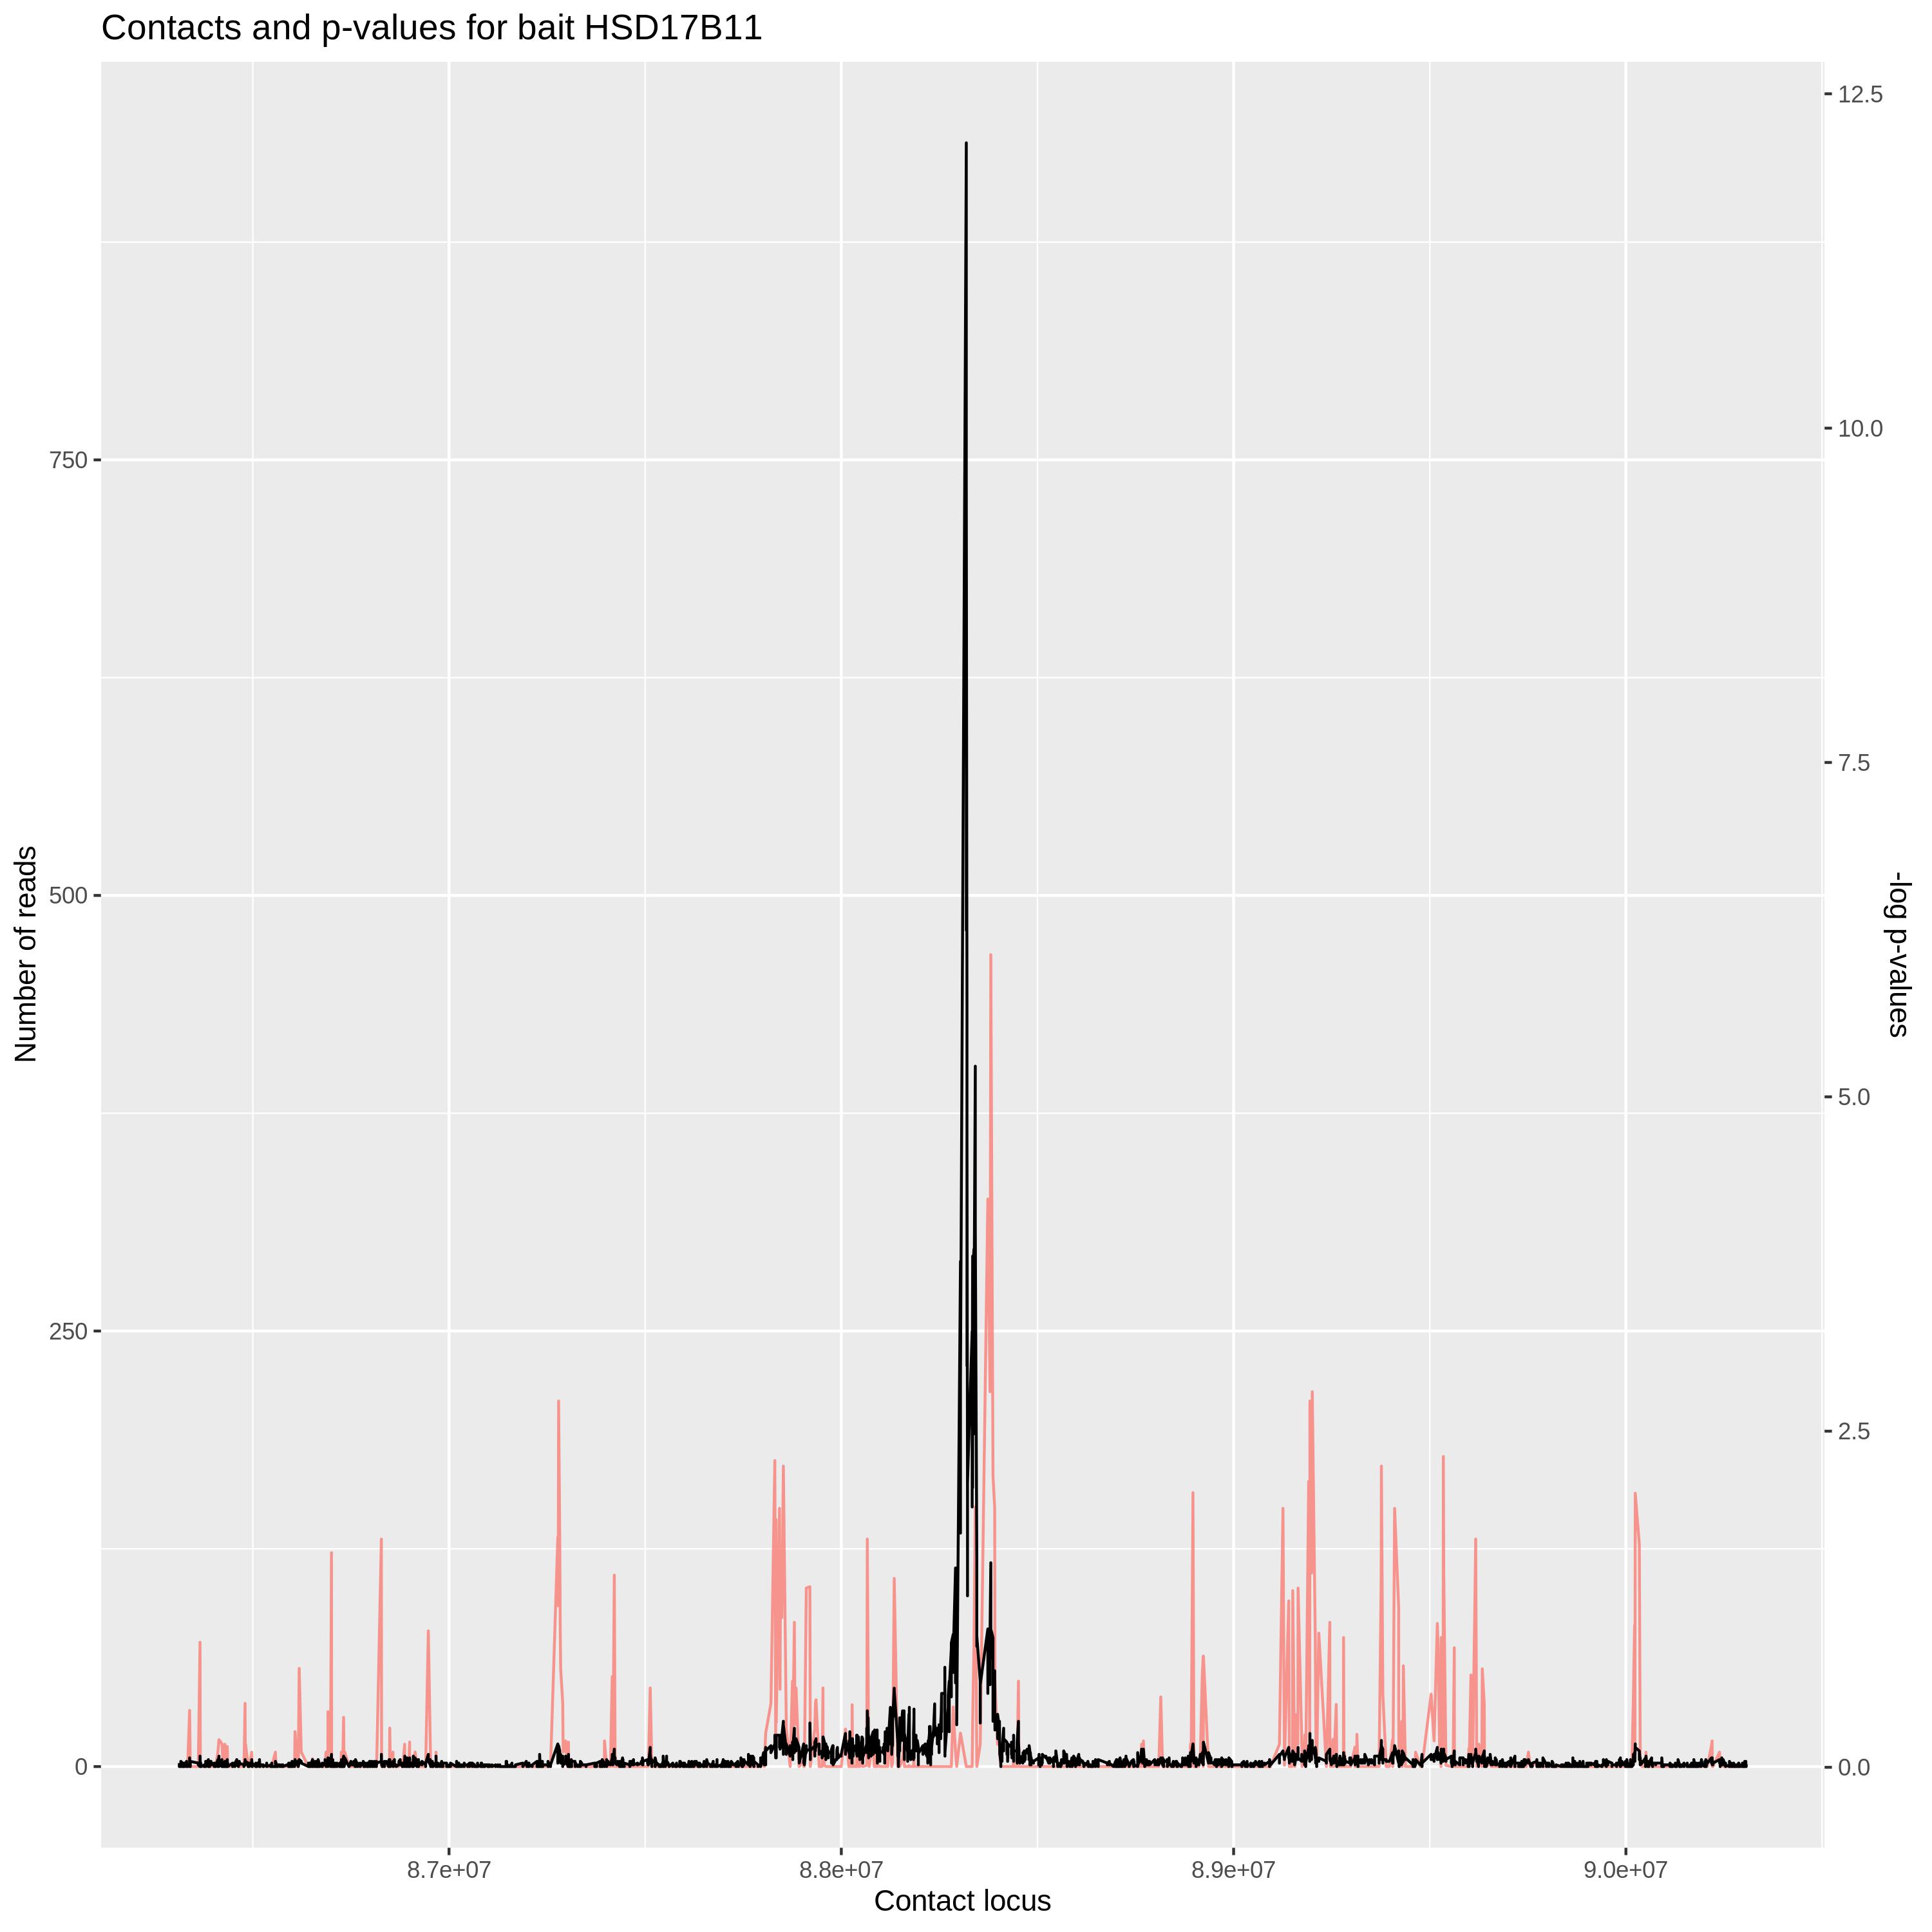 Contacts and p-values for bait HSD17B11
Number of reads
750
500
250
0
12.5
10.0
7.5
5.0
2.5
0.0
-log p-values
8.7e+07
8.8e+07
8.9e+07
9.0e+07
Contact locus